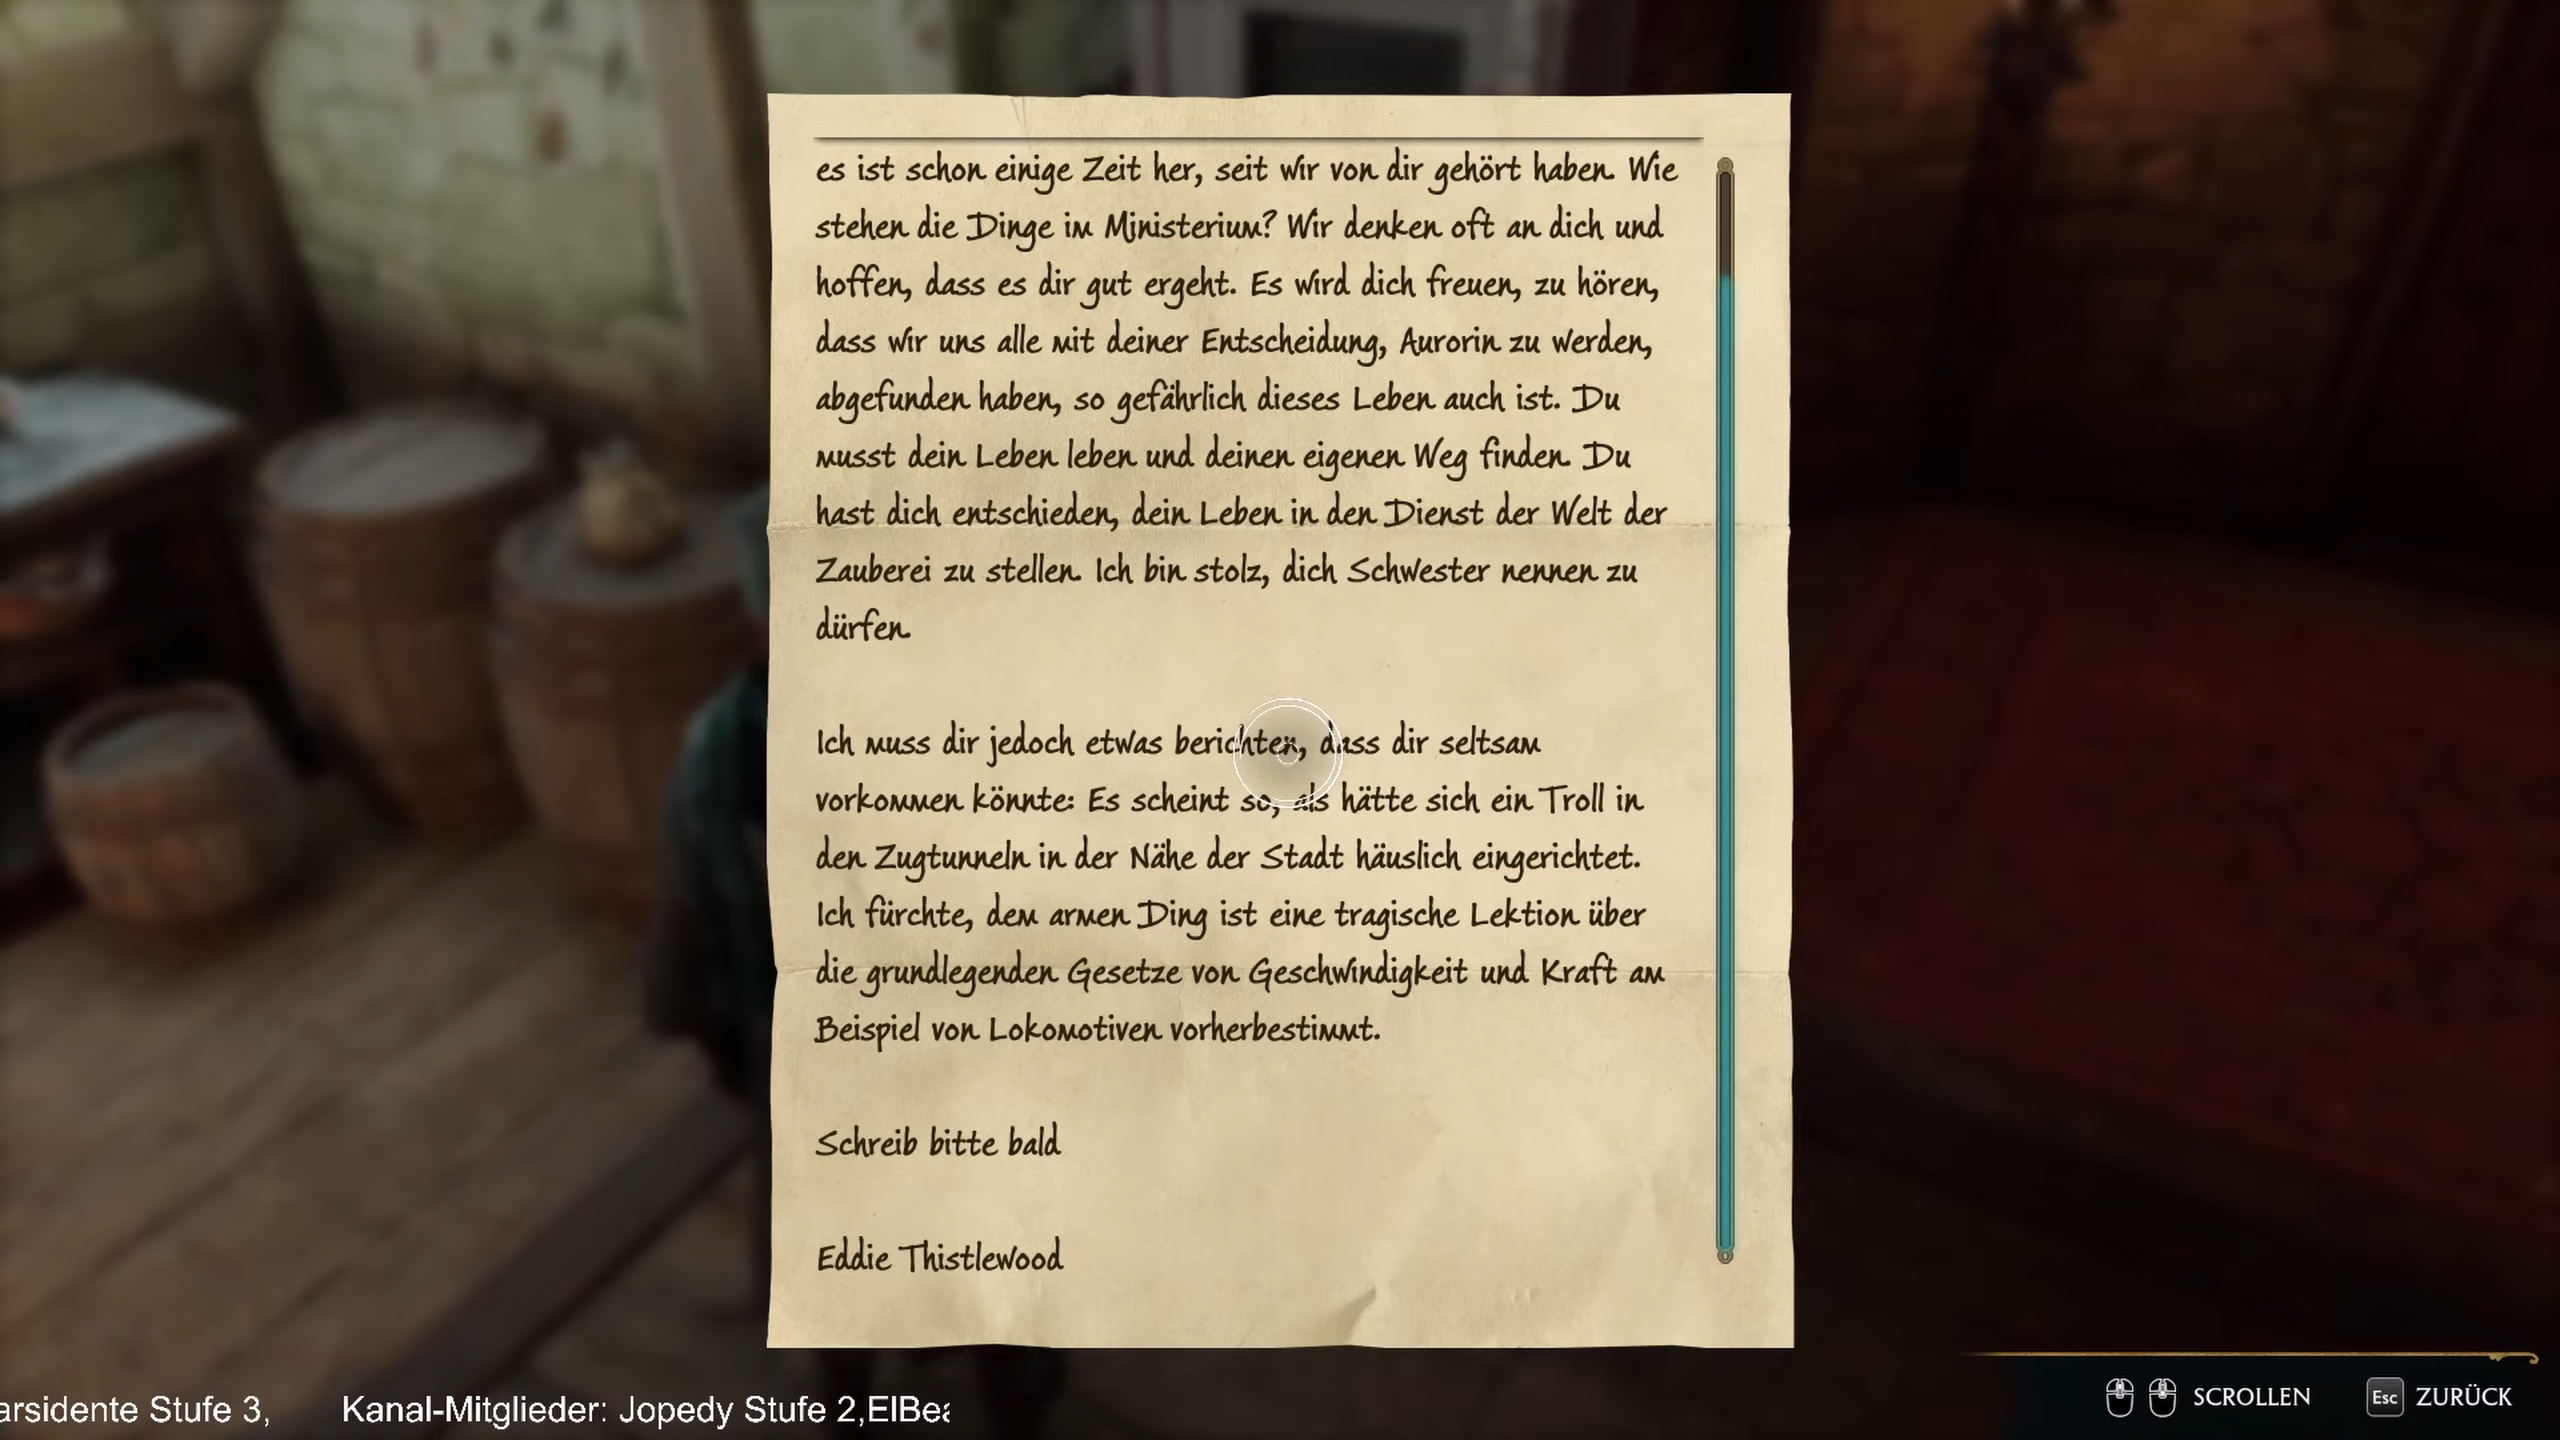 es ist schon einige Zeit her, seit wir von dir gehört haben. Wie
stehen die Dinge im Ministerium? Wir denken oft an dich und
hoffen, dass es dir gut ergeht. Es wird dich freuen, zu hören,
dass wir uns alle mit deiner Entscheidung, Aurorin zu werden,
abgefunden haben, so gefährlich dieses Leben auch ist. Du
musst dein Leben leben und deinen eigenen Weg finden. Du
hast dich entschieden, dein Leben in den Dienst der Welt der
Zauberei zu stellen. Ich bin stolz, dich Schwester nennen zu
dürfen.
Ich muss dir jedoch etwas berichten, dass dir seltsam
vorkommen könnte: Es scheint so, als hätte sich ein Troll in
den Zugtunneln in der Nähe der Stadt häuslich eingerichtet.
Ich fürchte, dem armen Ding ist eine tragische Lektion über
die grundlegenden Gesetze von Geschwindigkeit und Kraft am
Beispiel von Lokomotiven vorherbestimmt.
Schreib bitte bald
Eddie Thistlewood
Stufe 3, Kanal-Mitglieder: Jopedy Stufe 2,
SCROLLEN Esc ZURÜCK